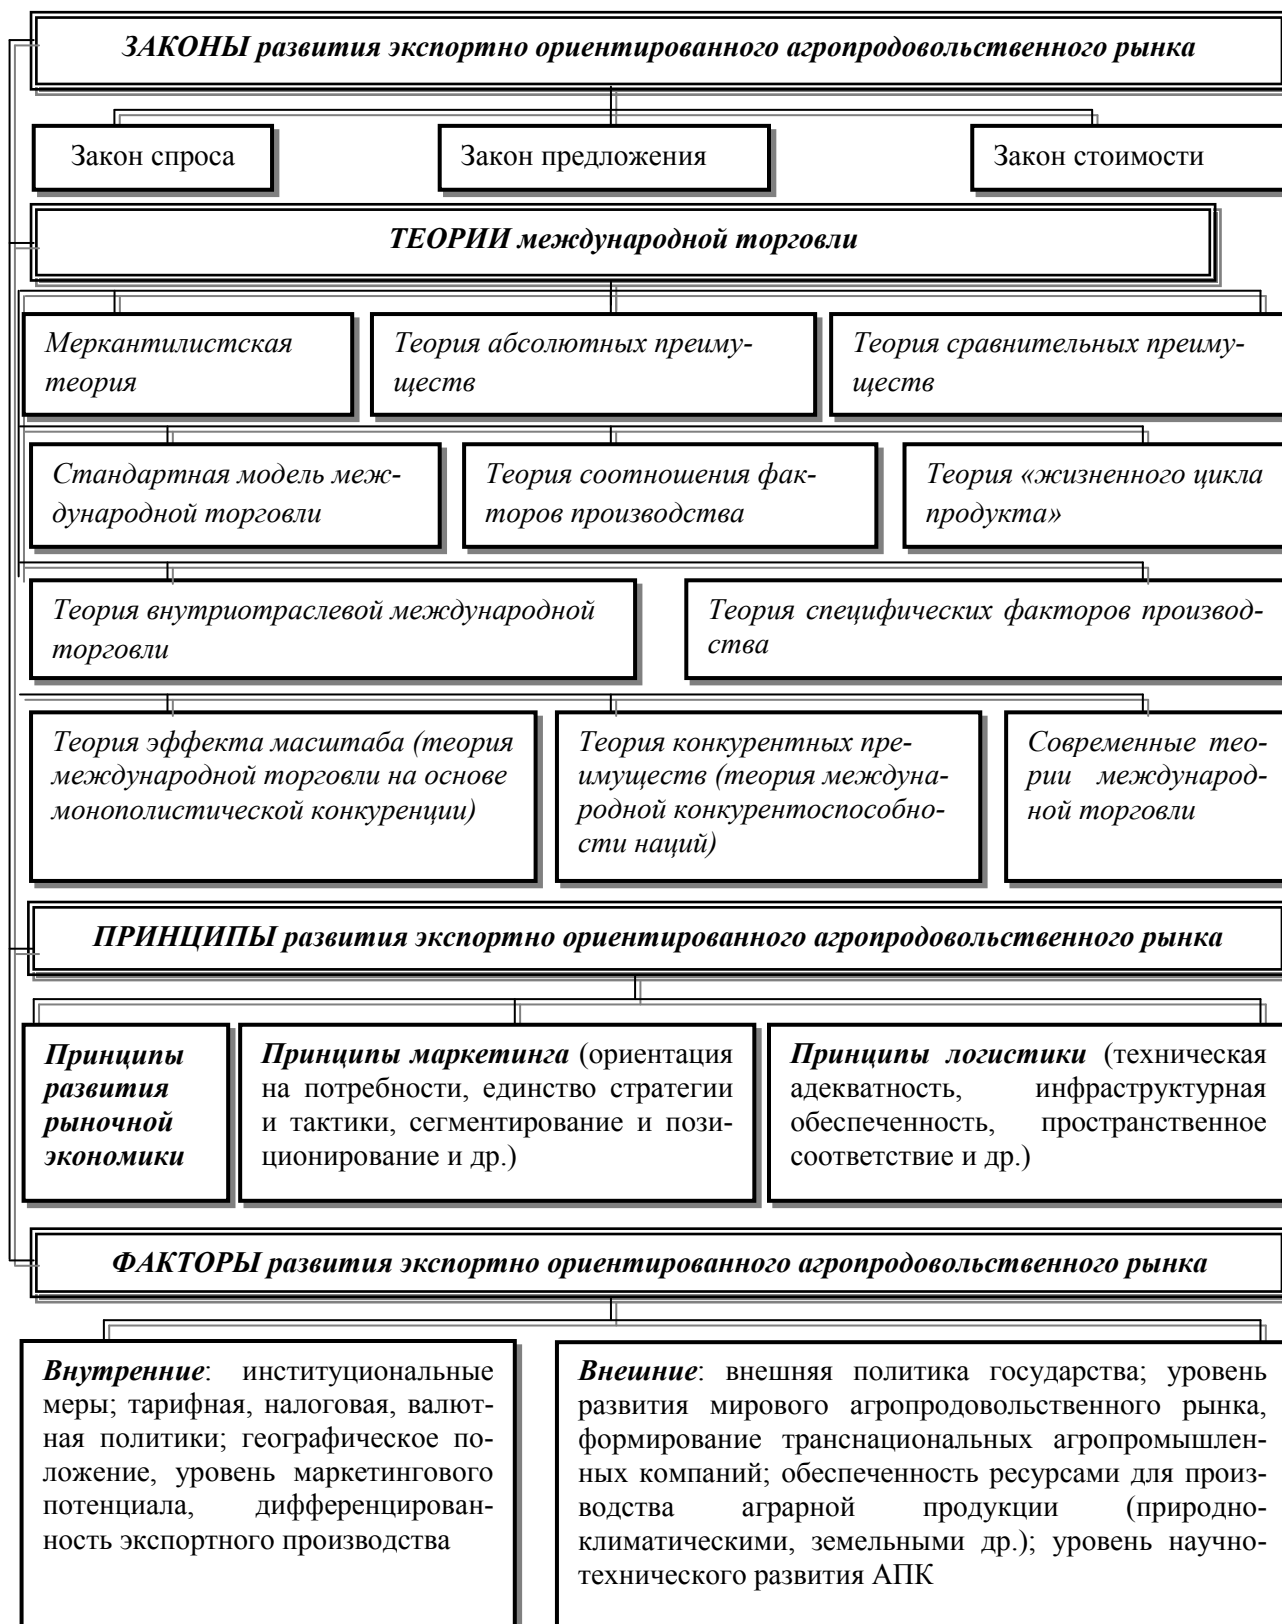 ЗАКОНЫ развития экспортно ориентированного агропродовольственного рынка
Закон спроса
Закон предложения
Закон стоимости
ТЕОРИИ международной торговли
Меркантилистская
теория
Теория абсолютных преиму-
ществ
Теория сравнительных преиму-
ществ
Стандартная модель меж-
дународной торговли
Теория соотношения фак-
торов производства
Теория «жизненного цикла
продукта»
Теория внутриотраслевой международной
торговли
Теория специфических факторов производ-
ства
Теория эффекта масштаба (теория
международной торговли на основе
монополистической конкуренции)
Теория конкурентных пре-
имуществ (теория междуна-
родной конкурентоспособно-
сти наций)
Современные тео-
рии международ-
ной торговли
ПРИНЦИПЫ развития экспортно ориентированного агропродовольственного рынка
Принципы
развития
рыночной
экономики
Принципы маркетинга (ориентация
на потребности, единство стратегии
и тактики, сегментирование и пози-
ционирование и др.)
Принципы логистики (техническая
адекватность, инфраструктурная
обеспеченность, пространственное
соответствие и др.)
ФАКТОРЫ развития экспортно ориентированного агропродовольственного рынка
Внутренние: институциональные
меры; тарифная, налоговая, валют-
ная политики; географическое по-
ложение, уровень маркетингового
потенциала, дифференцирован-
ность экспортного производства
Внешние: внешняя политика государства; уровень
развития мирового агропродовольственного рынка,
формирование транснациональных агропромышлен-
ных компаний; обеспеченность ресурсами для произ-
водства аграрной продукции (природно-
климатическими, земельными др.); уровень научно-
технического развития АПК